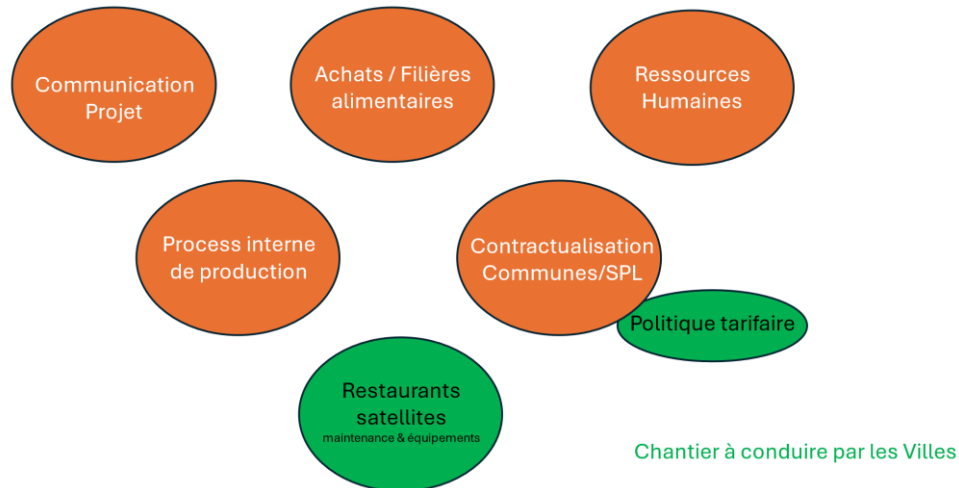 Communication
Projet
Achats / Filières
alimentaires
Ressources
Humaines
Process interne
de production
Contractualisation
Communes/SPL
Politique tarifaire
Restaurants
satellites
maintenance & équipements
Chantier à conduire par les Villes